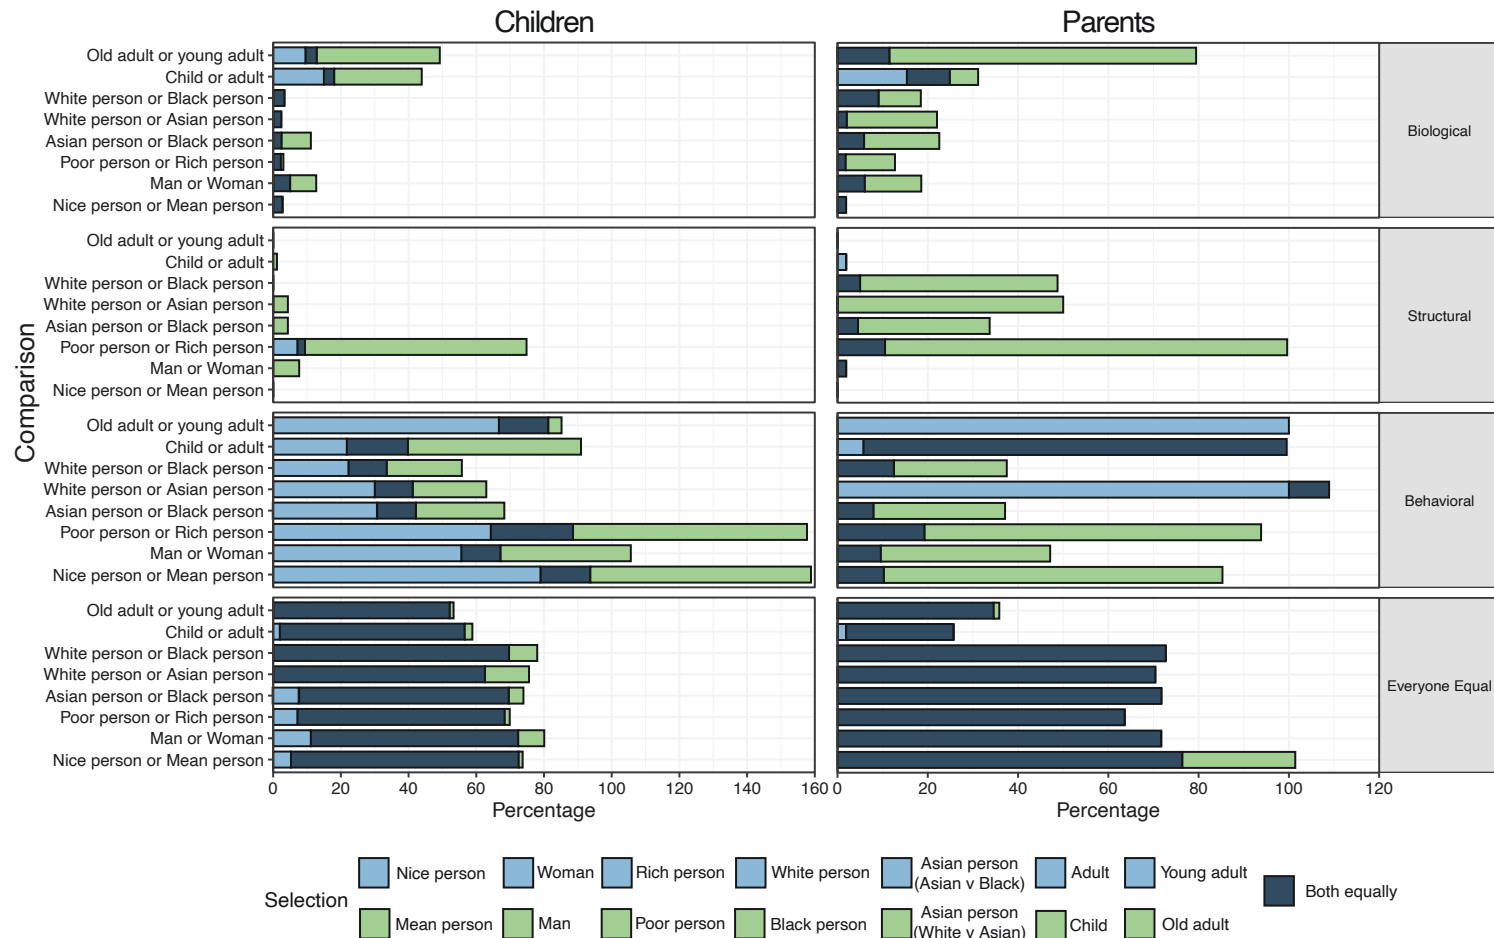 Children Parents
Comparison
Old adult or young adult
Child or adult
White person or Black person
White person or Asian person
Asian person or Black person
Poor person or Rich person
Man or Woman
Nice person or Mean person
Biological
Old adult or young adult
Child or adult
White person or Black person
White person or Asian person
Asian person or Black person
Poor person or Rich person
Man or Woman
Nice person or Mean person
Structural
Old adult or young adult
Child or adult
White person or Black person
White person or Asian person
Asian person or Black person
Poor person or Rich person
Man or Woman
Nice person or Mean person
Behavioral
Old adult or young adult
Child or adult
White person or Black person
White person or Asian person
Asian person or Black person
Poor person or Rich person
Man or Woman
Nice person or Mean person
Everyone Equal
0 20 40 60 80 100 120 140 160 0 20 40 60 80 100 120
Percentage Percentage
Selection
Nice person Woman Rich person White person Asian person (Asian v Black) Adult Young adult Both equally
Mean person Man Poor person Black person Asian person (White v Asian) Child Old adult